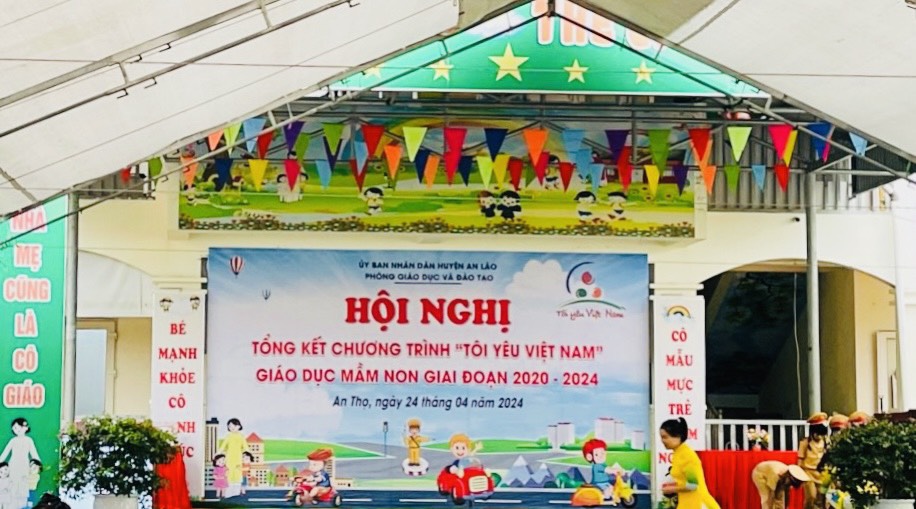 NHÀ
MẸ
CŨNG
LÀ
CÔ
GIÁO
ỦY BAN NHÂN DÂN HUYỆN AN LÃO
PHÒNG GIÁO DỤC VÀ ĐÀO TẠO
HỘI NGHỊ
Tôi yêu Việt Nam
TỔNG KẾT CHƯƠNG TRÌNH "TÔI YÊU VIỆT NAM"
GIÁO DỤC MẦM NON GIAI ĐOẠN 2020 - 2024
An Thọ, ngày 24 tháng 04 năm 2024
BÉ
MẠNH
KHỎE
CÔ
CÔ
MẪU
MỰC
TRẺ